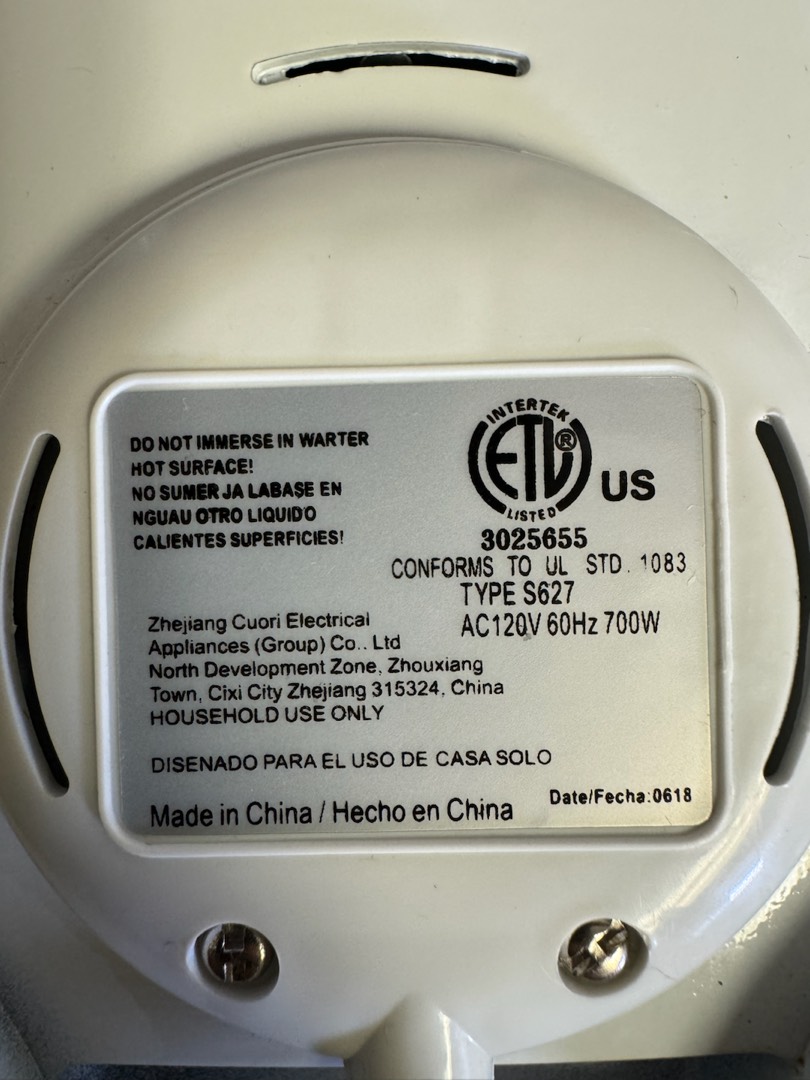 DO NOT IMMERSE IN WARTER
HOT SURFACE!
NO SUMER JA LABASE EN
NGUAU OTRO LIQUIDO
CALIENTES SUPERFICIES!
INTERTEK
ETL®
LISTED
US
3025655
CONFORMS TO UL STD. 1083
TYPE S627
AC120V 60Hz 700W
Zhejiang Cuori Electrical
Appliances (Group) Co.. Ltd
North Development Zone, Zhouxiang
Town, Cixi City Zhejiang 315324, China
HOUSEHOLD USE ONLY
DISENADO PARA EL USO DE CASA SOLO
Made in China / Hecho en China
Date/Fecha:0618